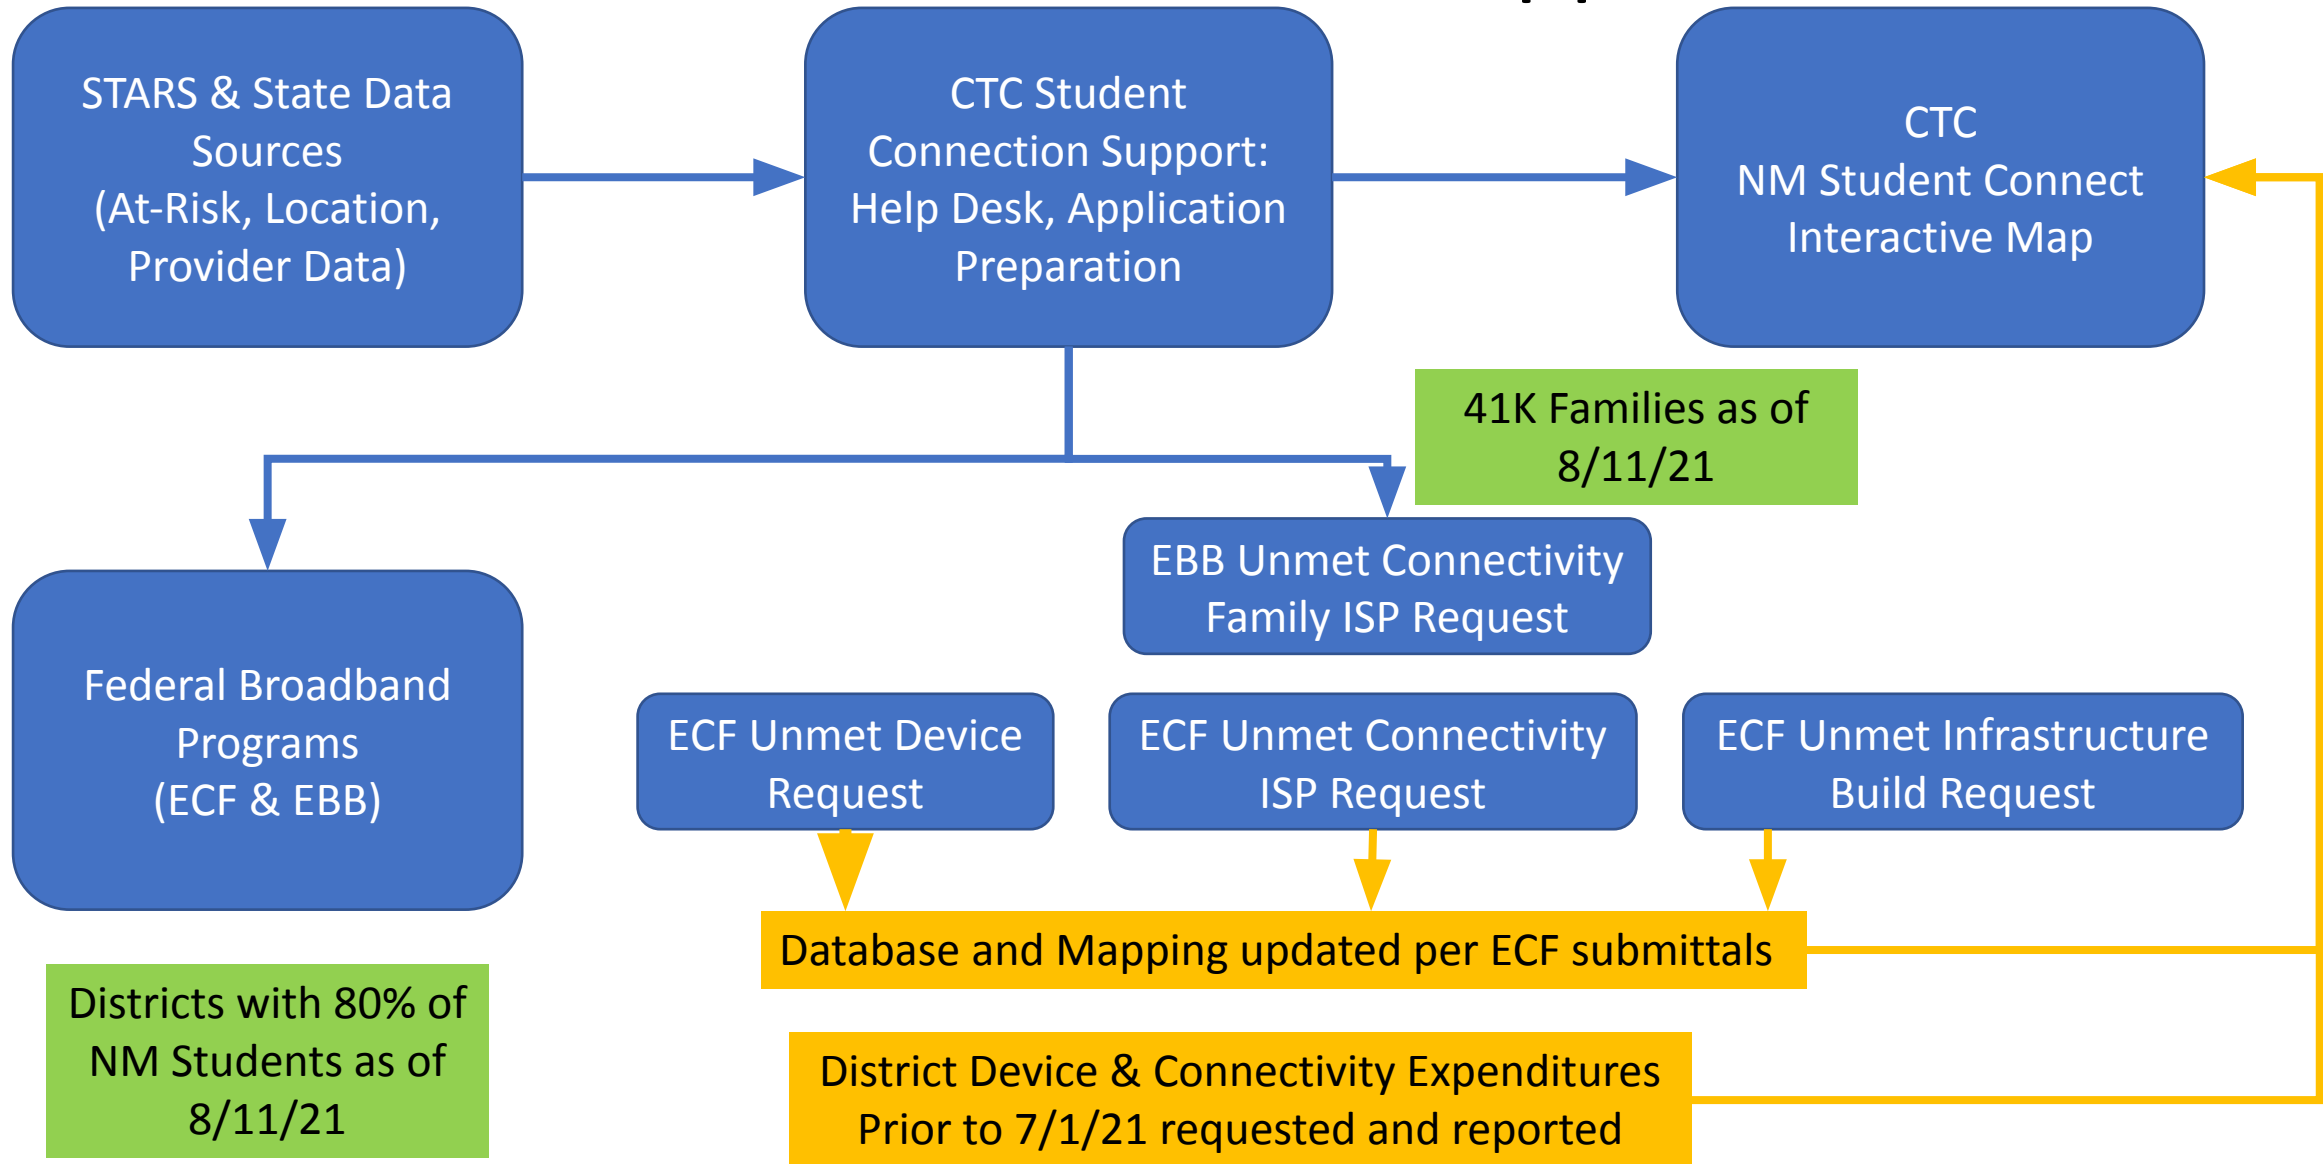 STARS & State Data
Sources
(At-Risk, Location,
Provider Data)
CTC Student
Connection Support:
Help Desk, Application
Preparation
CTC
NM Student Connect
Interactive Map
41K Families as of
8/11/21
EBB Unmet Connectivity
Family ISP Request
Federal Broadband
Programs
(ECF & EBB)
ECF Unmet Device
Request
ECF Unmet Connectivity
ISP Request
ECF Unmet Infrastructure
Build Request
Database and Mapping updated per ECF submittals
Districts with 80% of
NM Students as of
8/11/21
District Device & Connectivity Expenditures
Prior to 7/1/21 requested and reported